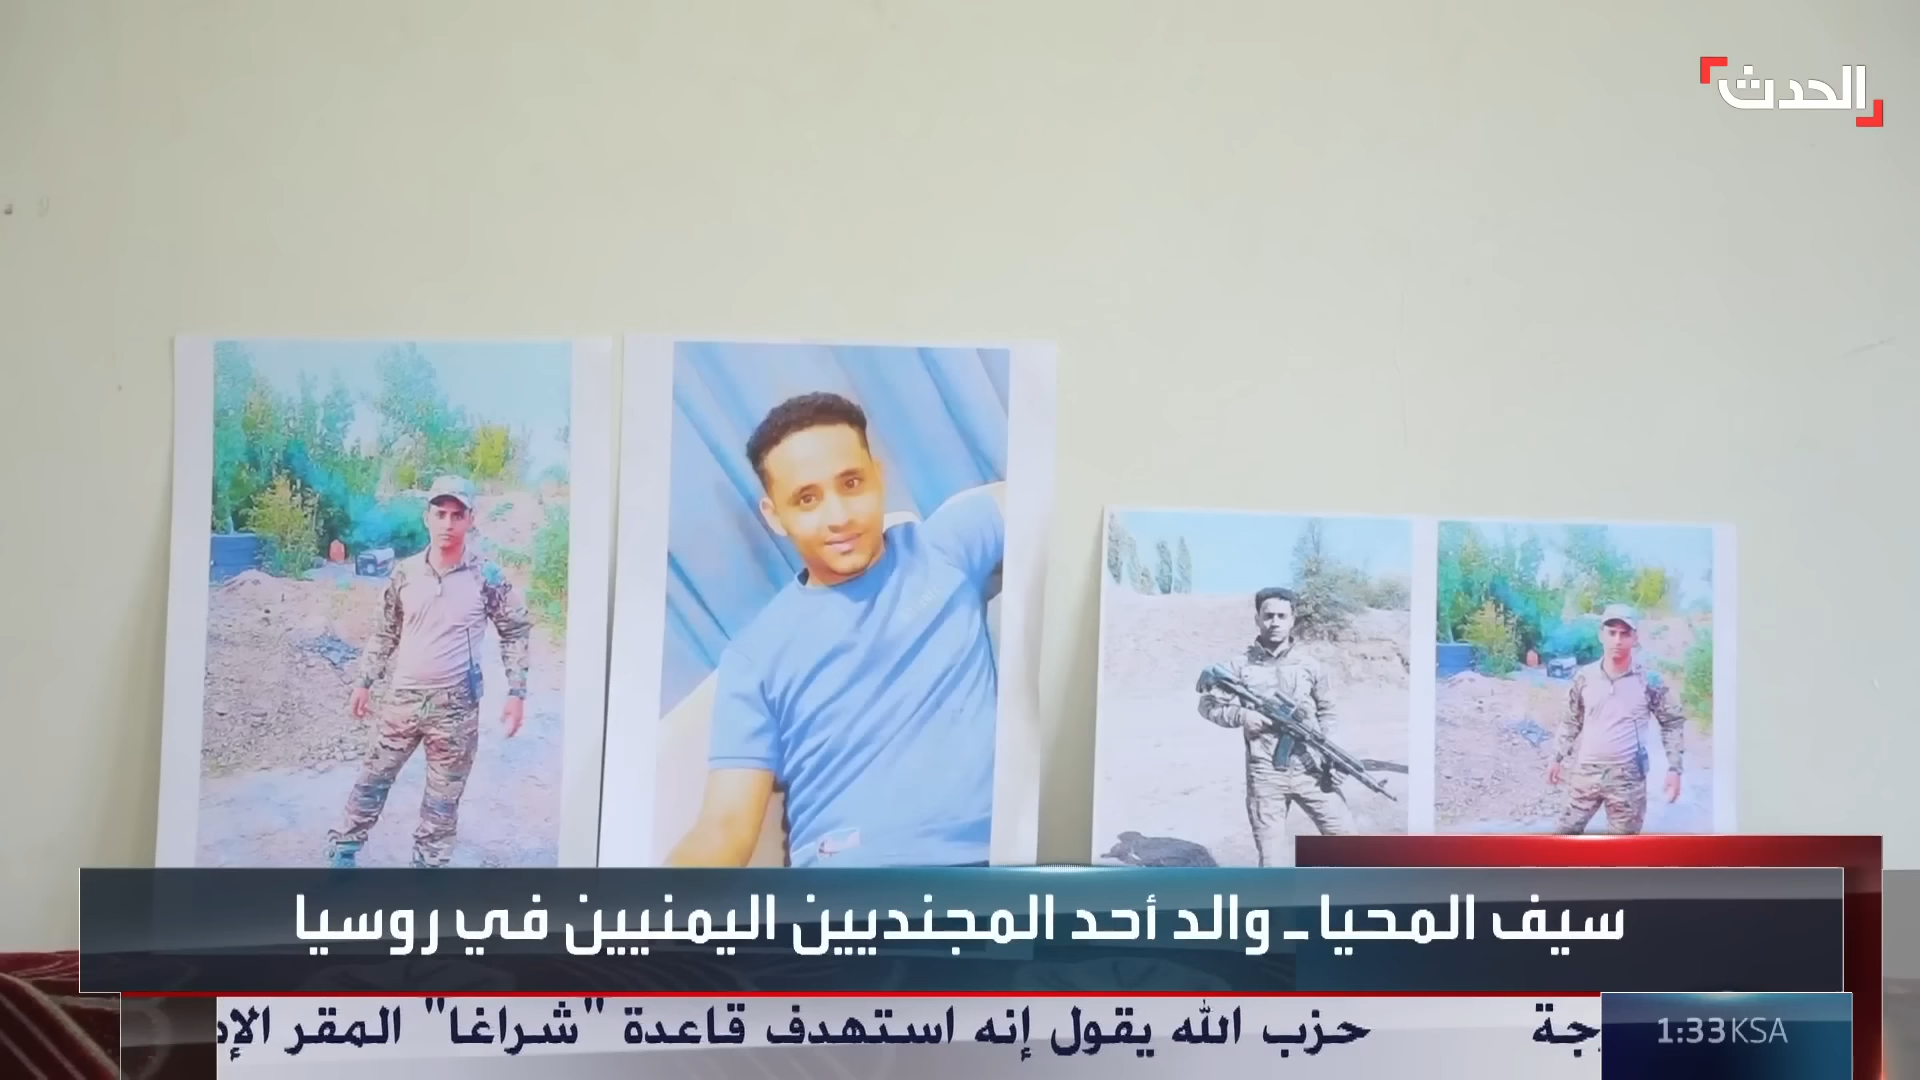 الحدث
سيف المحيا - والد أحد المجنديين اليمنيين في روسيا
حزب الله يقول إنه استهدف قاعدة "شراغا" المقر
1:33 KSA